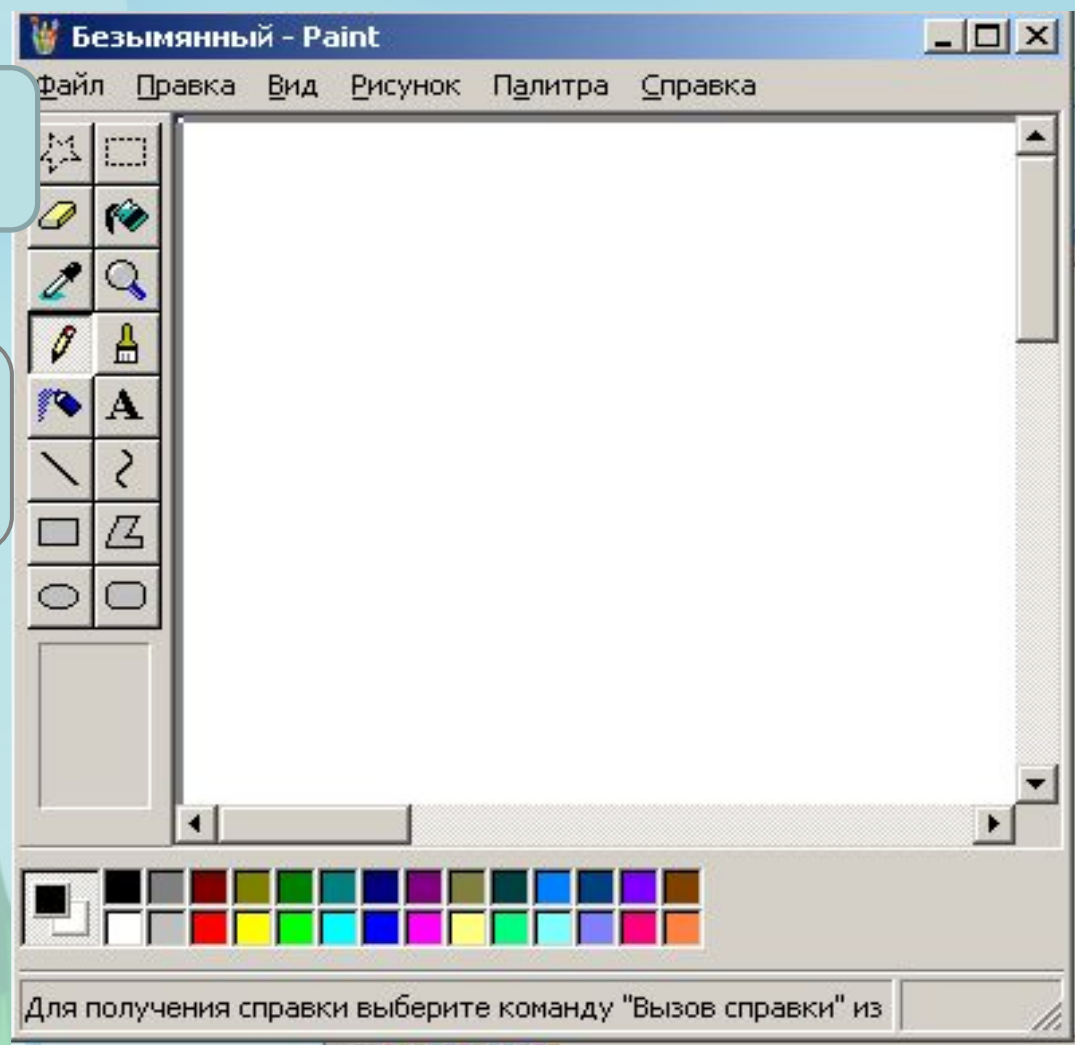 Безымянный - Paint
Файл Правка Вид Рисунок Палитра Справка
A
Для получения справки выберите команду "Вызов справки" из